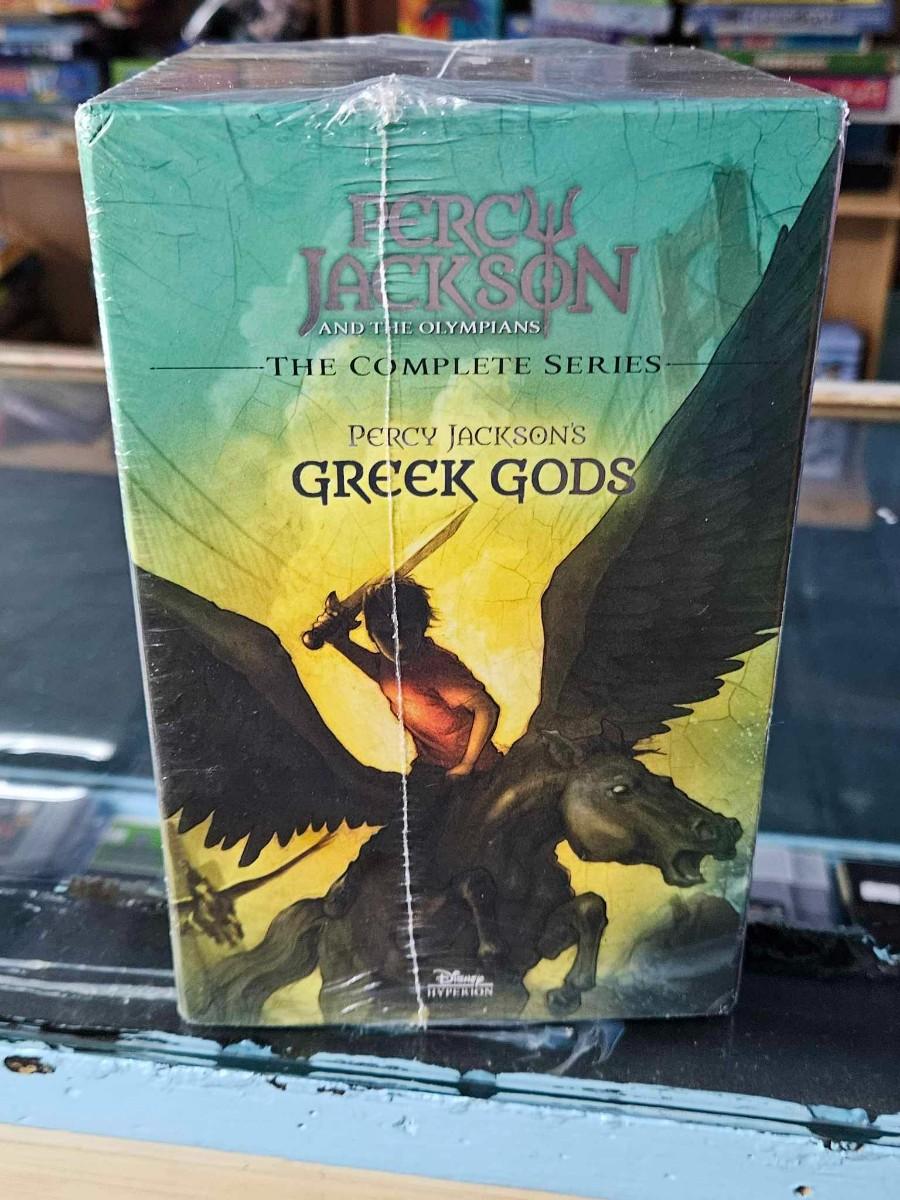 PERCY
JACKSON
AND THE OLYMPIANS
THE COMPLETE SERIES
PERCY JACKSON'S
GREEK GODS
Disney
HYPERION